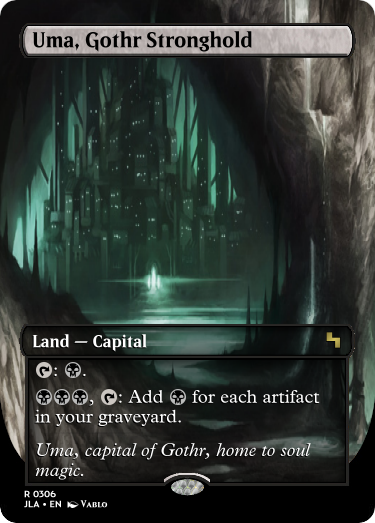 Uma, Gothr Stronghold
Land — Capital
: .
, : Add for each artifact
in your graveyard.
Uma, capital of Gothr, home to soul
magic.
R 0306
JLA • EN Vablo